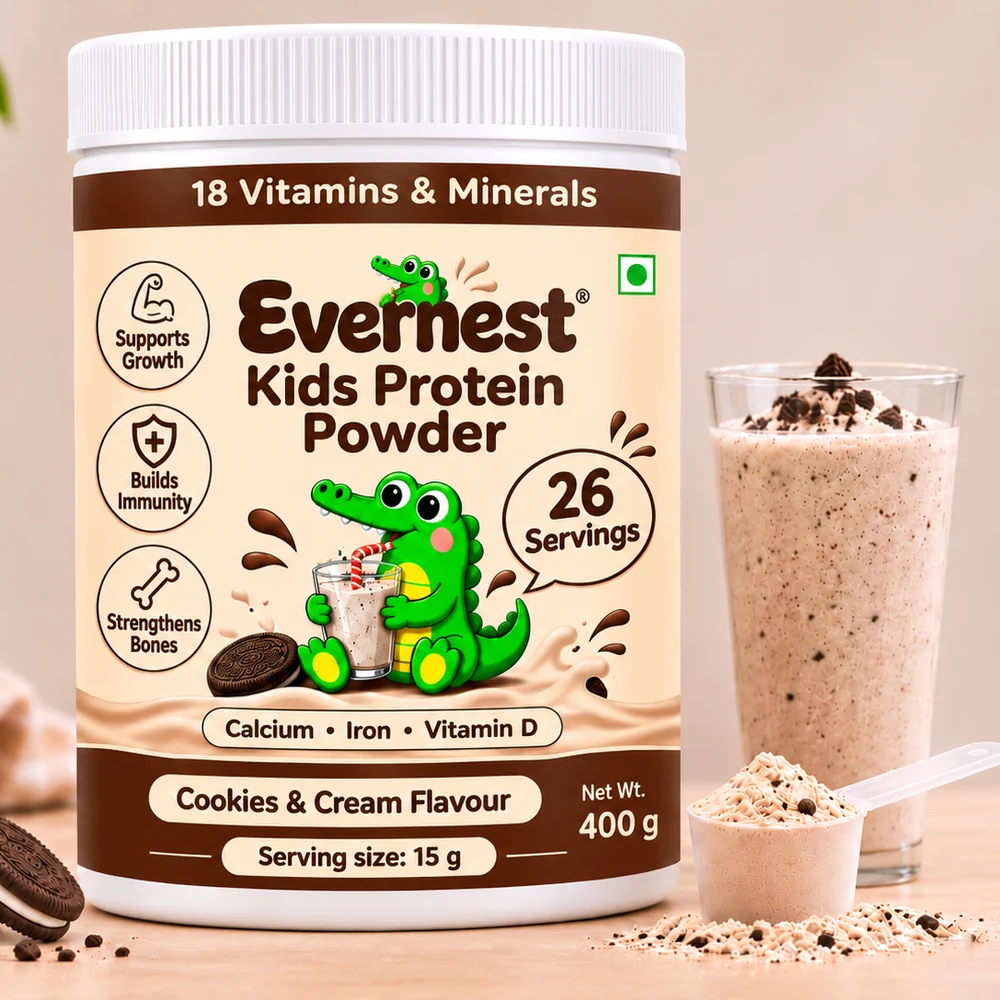 18 Vitamins & Minerals
Evernest®
Kids Protein
Powder
Supports
Growth
Builds
Immunity
Strengthens
Bones
26
Servings
Calcium • Iron • Vitamin D
Cookies & Cream Flavour
Net Wt.
400 g
Serving size: 15 g